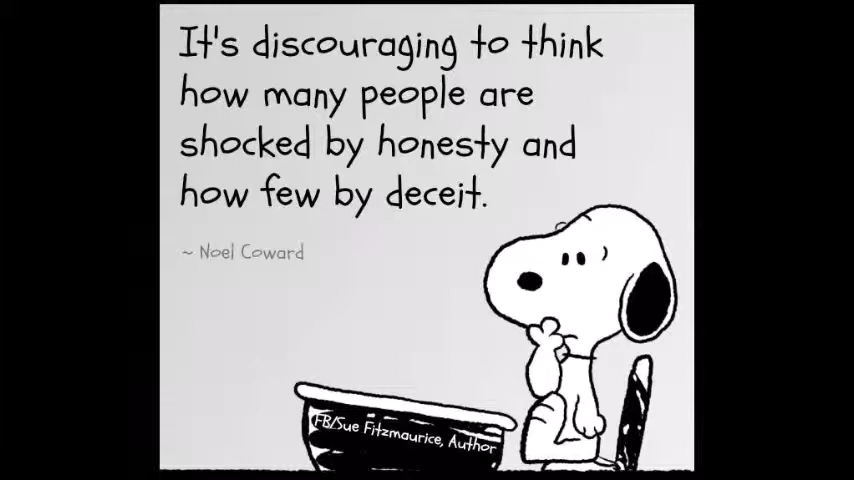 It's discouraging to think
how many people are
shocked by honesty and
how few by deceit.
~ Noel Coward
FB/Sue Fitzmaurice, Author